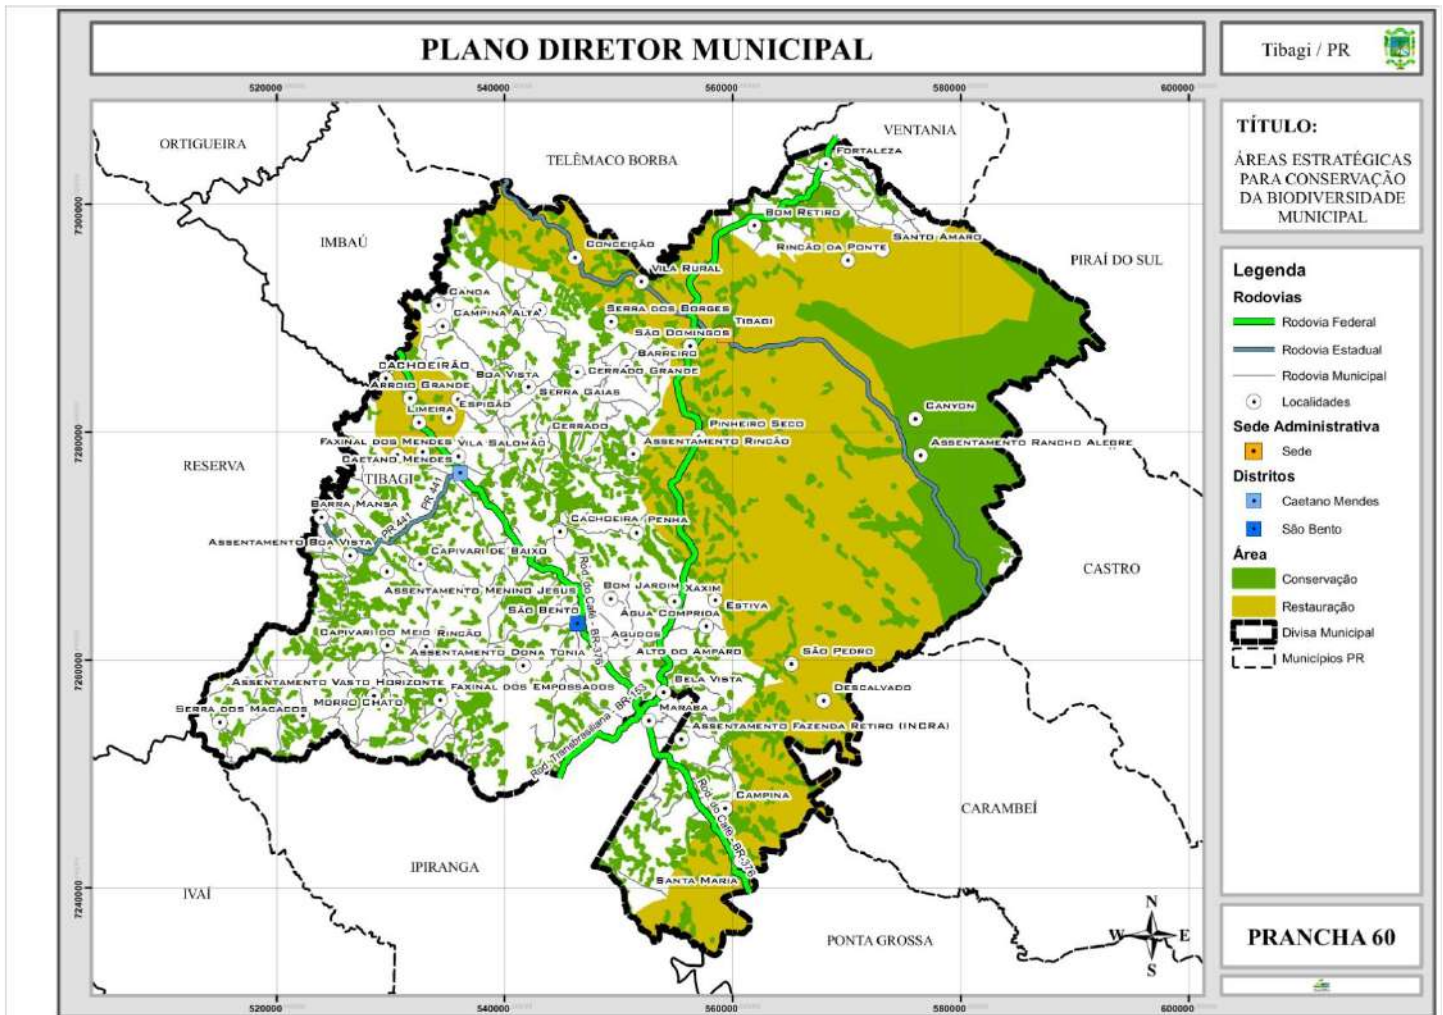 PLANO DIRETOR MUNICIPAL
Tibagi / PR
TÍTULO:
ÁREAS ESTRATÉGICAS
PARA CONSERVAÇÃO
DA BIODIVERSIDADE
MUNICIPAL
Legenda
Rodovias
Rodovia Federal
Rodovia Estadual
Rodovia Municipal
Localidades
Sede Administrativa
Sede
Distritos
Caetano Mendes
São Bento
Área
Conservação
Restauração
Divisa Municipal
Municípios PR
PRANCHA 60
520000
540000
560000
580000
600000
7300000
7280000
7260000
7240000
520000
540000
560000
580000
600000
ORTIGUEIRA
TELÊMACO BORBA
VENTANIA
IMBAÚ
PIRAÍ DO SUL
RESERVA
CASTRO
CARAMBEÍ
IPIRANGA
IVAÍ
PONTA GROSSA
FORTALEZA
BOM RETIRO
SANTO AMARO
RINCÃO DA PONTE
CONCEIÇÃO
VILA RURAL
CANOA
CAMPINA ALTA
SERRA DOS BORGES
TIBAGI
SÃO DOMINGOS
BARREIRO
CACHOEIRÃO
CERRADO GRANDE
BOA VISTA
ARROIO GRANDE
SERRA GAIAS
ESPIGÃO
LIMEIRA
CANYON
CERRADO
PINHEIRO SECO
FAXINAL DOS MENDES
VILA SALOMÃO
ASSENTAMENTO RINCÃO
ASSENTAMENTO RANCHO ALEGRE
CAETANO MENDES
TIBAGI
PR 441
PR 441
BARRA MANSA
CACHOEIRA
PENHA
ASSENTAMENTO BOA VISTA
CAPIVARI DE BAIXO
ASSENTAMENTO MENINO JESUS
BOM JARDIM
XAXIM
ESTIVA
SÃO BENTO
ÁGUA COMPRIDA
Rod. do Café - BR-376
CAPIVARI DO MEIO
RINCÃO
AGUDOS
ASSENTAMENTO DONA TONIA
ALTO DO AMPARO
SÃO PEDRO
ASSENTAMENTO VASTO HORIZONTE
FAXINAL DOS EMPOSSADOS
BELA VISTA
DESCALVADO
SERRA DOS MACACOS
MORRO CHATO
MARABA
ASSENTAMENTO FAZENDA RETIRO (INCRA)
Rod. Transbrasiliana - BR-153
CAMPINA
Rod. do Café - BR-376
SANTA MARIA
N
W
E
S